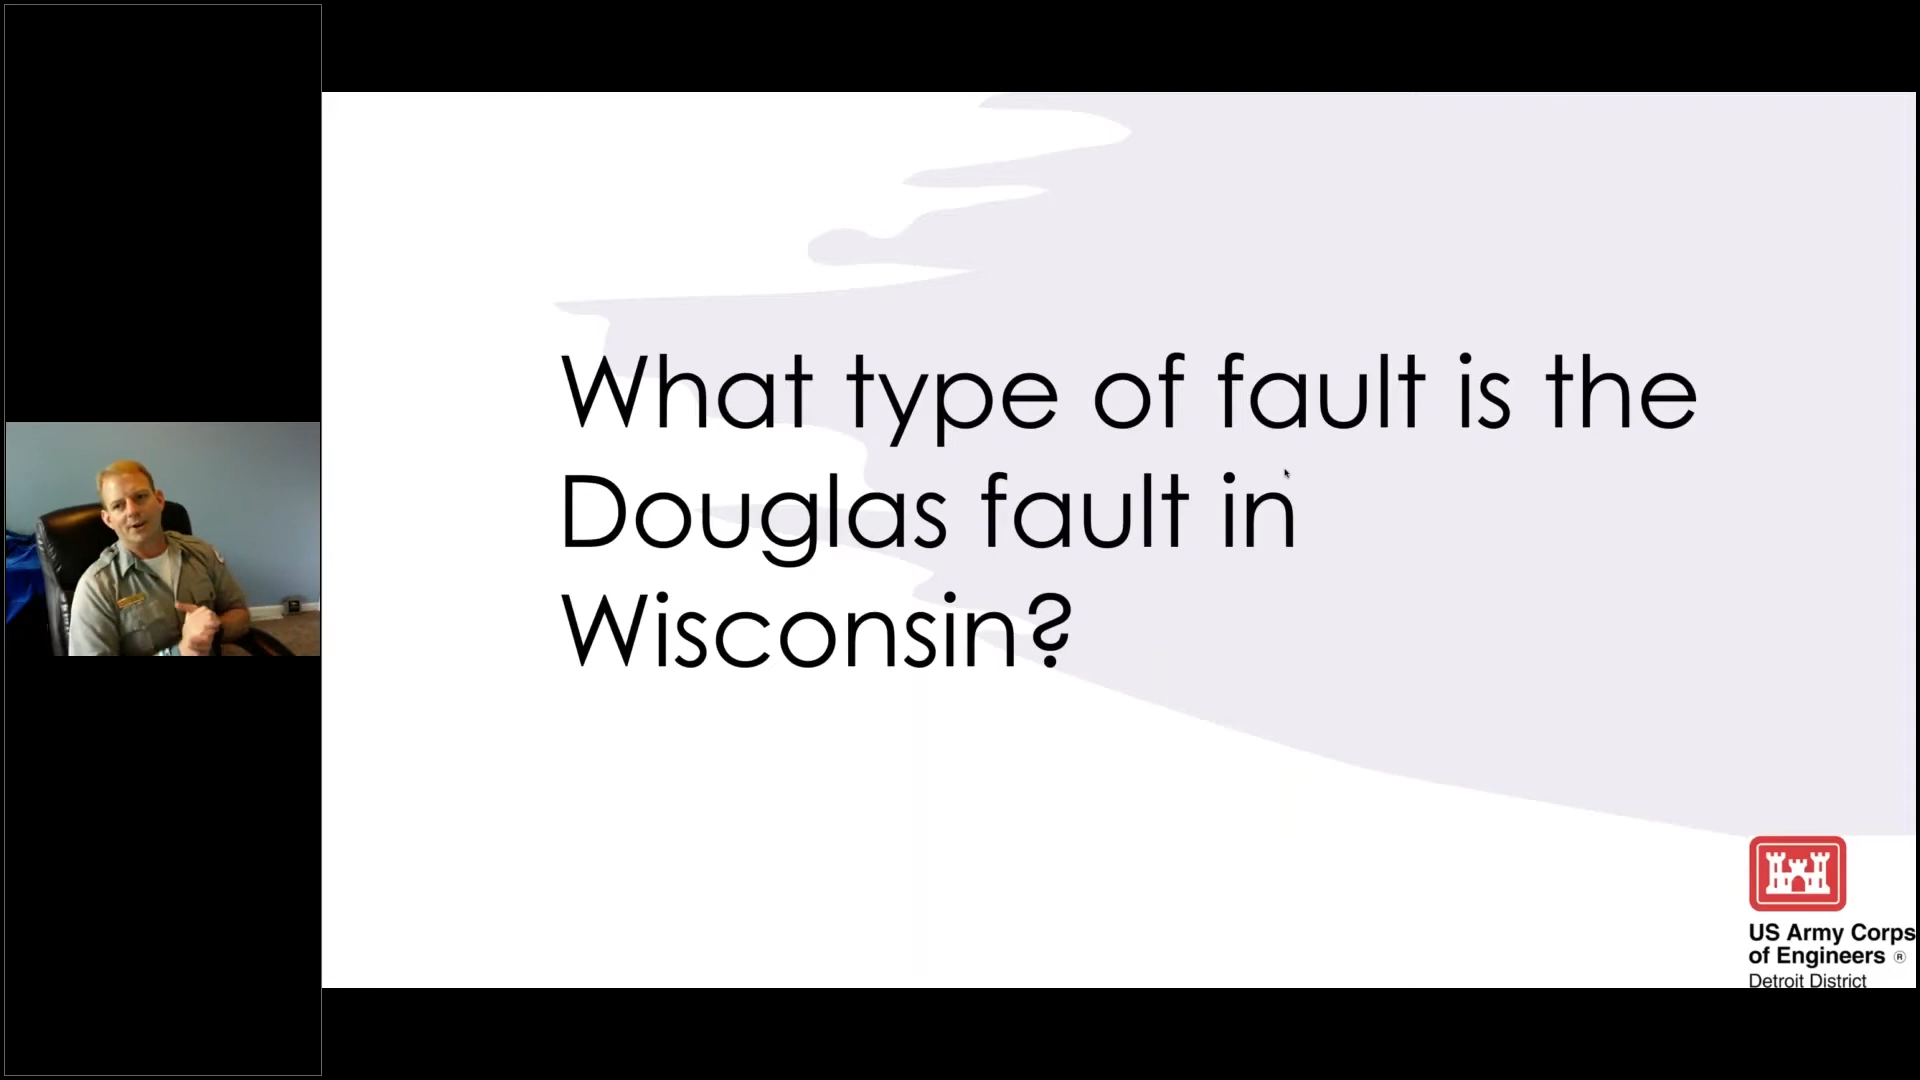 What type of fault is the
Douglas fault in
Wisconsin?
US Army Corps
of Engineers ®
Detroit District